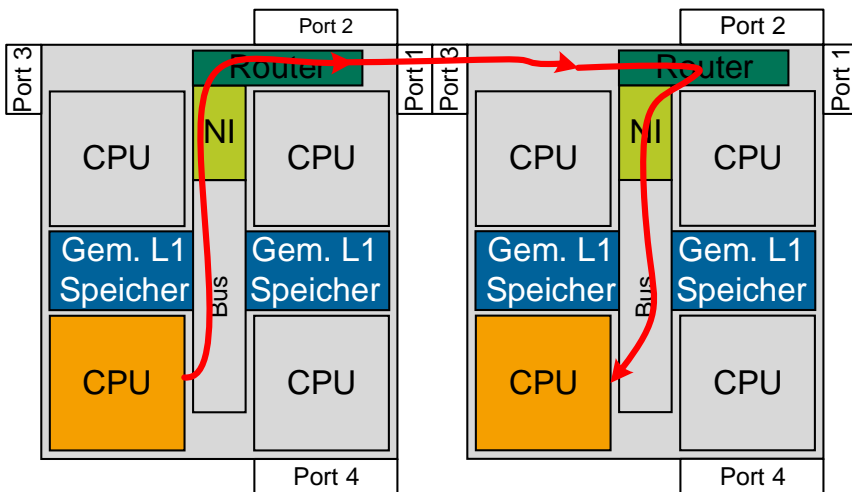 Port 2
Port 3
Router
Port 1
NI
CPU
CPU
Gem. L1
Speicher
Gem. L1
Speicher
Bus
CPU
CPU
Port 4
Port 2
Port 3
Router
Port 1
NI
CPU
CPU
Gem. L1
Speicher
Gem. L1
Speicher
Bus
CPU
CPU
Port 4